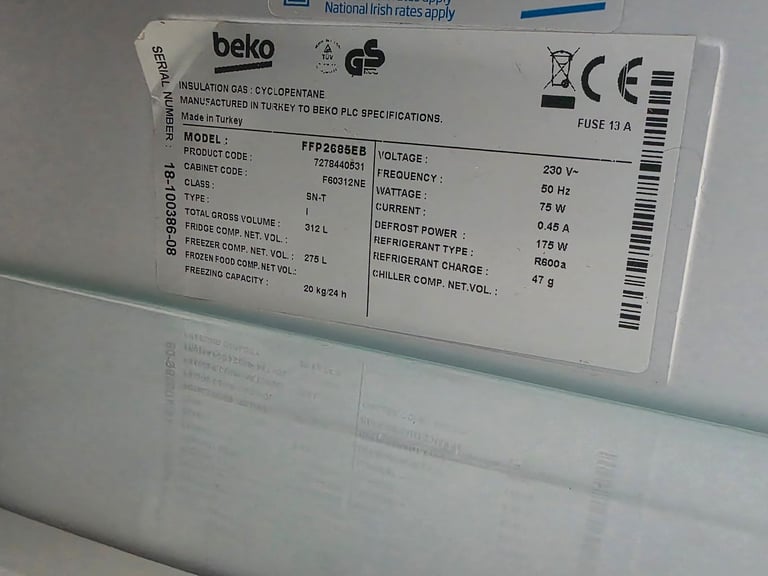 National Irish rates apply
beko
TÜV
GS
CE
INSULATION GAS : CYCLOPENTANE
MANUFACTURED IN TURKEY TO BEKO PLC SPECIFICATIONS.
Made in Turkey
FUSE 13 A
SERIAL NUMBER : 18-100386-08
MODEL : FFP2685EB
PRODUCT CODE : 7278440531
CABINET CODE : F60312NE
CLASS : SN-T
TYPE : I
TOTAL GROSS VOLUME : 312 L
FRIDGE COMP. NET. VOL. :
FREEZER COMP. NET. VOL. : 275 L
FROZEN FOOD COMP. NET VOL.:
FREEZING CAPACITY : 20 kg/24 h
VOLTAGE : 230 V~
FREQUENCY : 50 Hz
WATTAGE : 75 W
CURRENT : 0.45 A
DEFROST POWER : 175 W
REFRIGERANT TYPE : R600a
REFRIGERANT CHARGE : 47 g
CHILLER COMP. NET.VOL. :